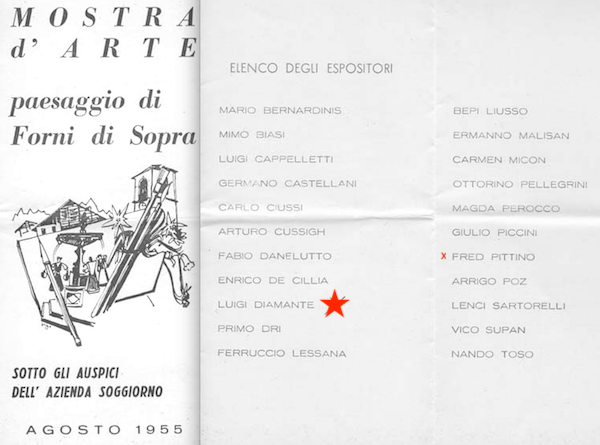 MOSTRA
d' ARTE
paesaggio di
Forni di Sopra
SOTTO GLI AUSPICI
DELL' AZIENDA SOGGIORNO
AGOSTO 1955
ELENCO DEGLI ESPOSITORI
MARIO BERNARDINIS
MIMO BIASI
LUIGI CAPPELLETTI
GERMANO CASTELLANI
CARLO CIUSSI
ARTURO CUSSIGH
FABIO DANELUTTO
ENRICO DE CILLIA
LUIGI DIAMANTE
PRIMO DRI
FERRUCCIO LESSANA
BEPI LIUSSO
ERMANNO MALISAN
CARMEN MICON
OTTORINO PELLEGRINI
MAGDA PEROCCO
GIULIO PICCINI
x FRED PITTINO
ARRIGO POZ
LENCI SARTORELLI
VICO SUPAN
NANDO TOSO